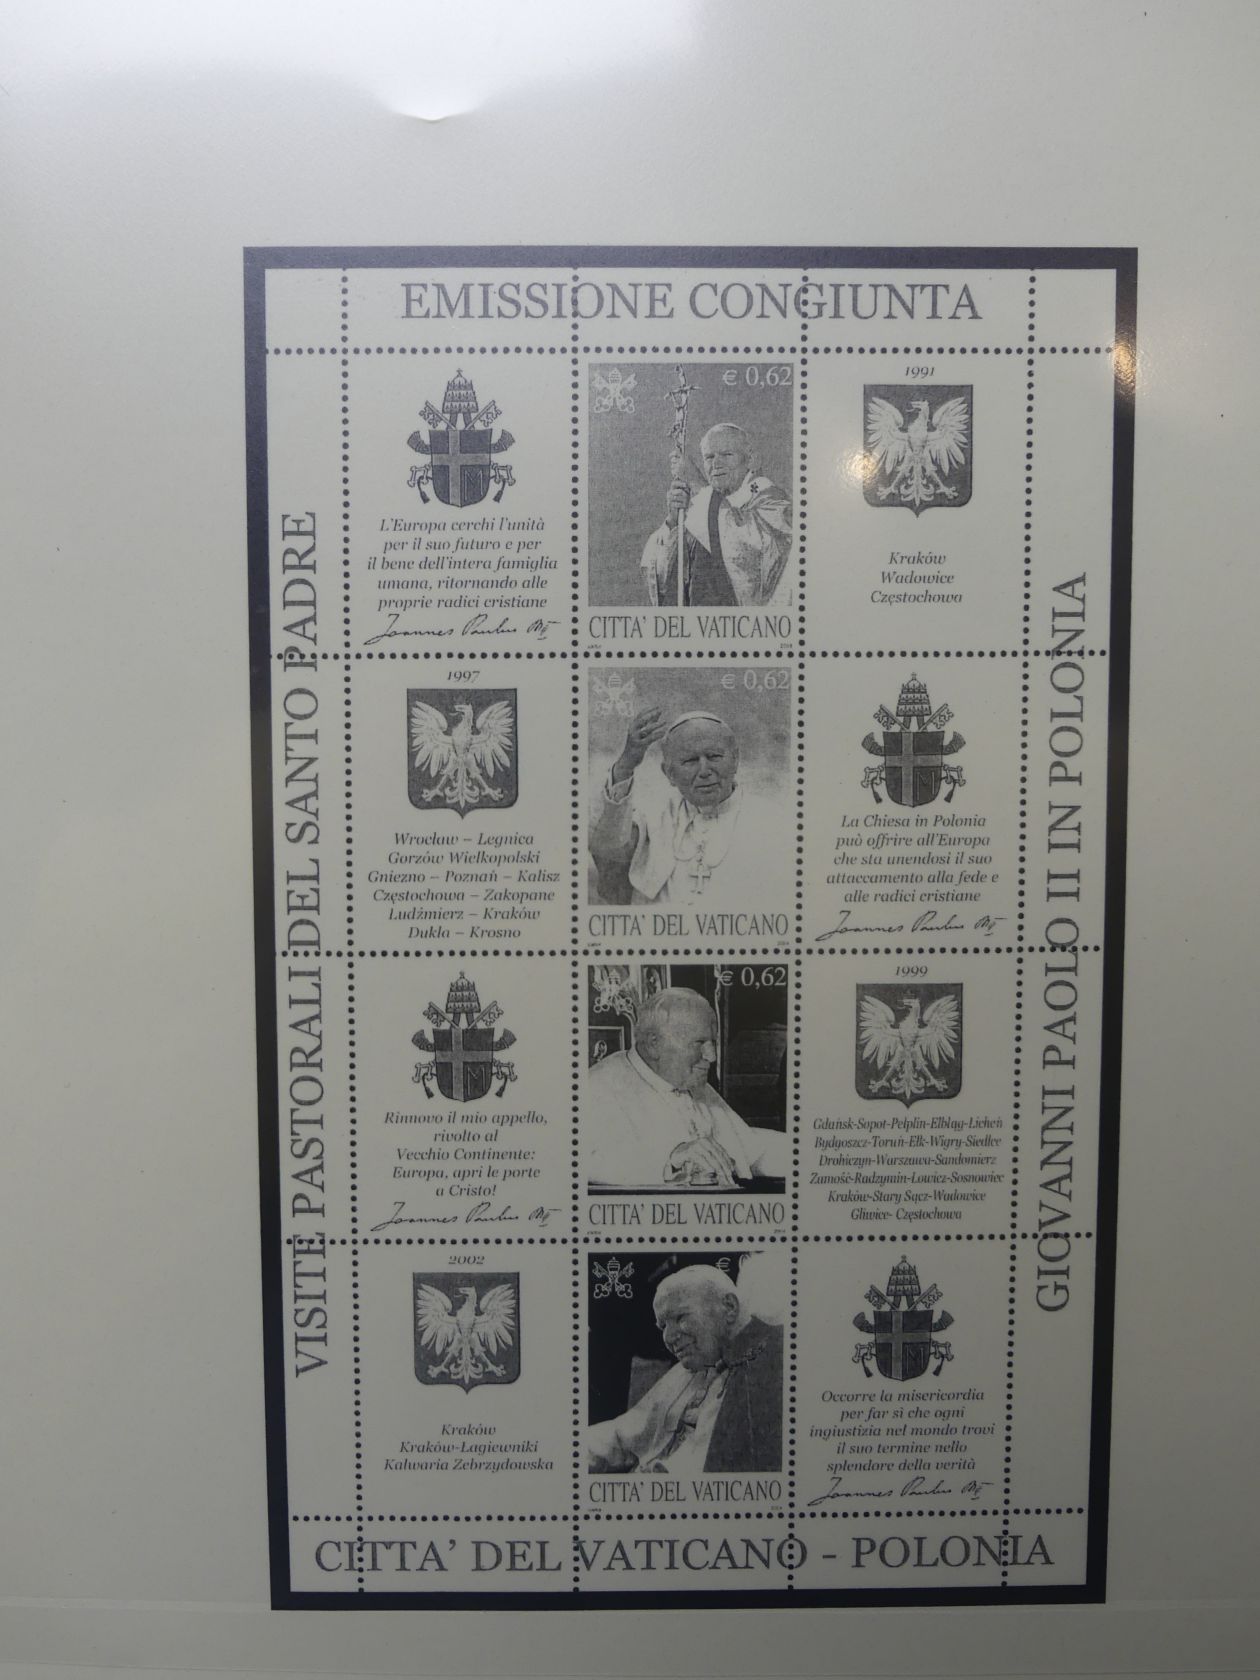 EMISSIONE CONGIUNTA
VISITE PASTORALI DEL SANTO PADRE
GIOVANNI PAOLO II IN POLONIA
L'Europa cerchi l'unità
per il suo futuro e per
il bene dell'intera famiglia
umana, ritornando alle
proprie radici cristiane
Joannes Paulus II
€ 0,62
CITTA' DEL VATICANO
2004
1991
Kraków
Wadowice
Częstochowa
1997
Wrocław – Legnica
Gorzów Wielkopolski
Gniezno – Poznań – Kalisz
Częstochowa – Zakopane
Ludźmierz – Kraków
Dukla – Krosno
€ 0,62
CITTA' DEL VATICANO
2004
La Chiesa in Polonia
può offrire all'Europa
che sta unendosi il suo
attaccamento alla fede e
alle radici cristiane
Joannes Paulus II
Rinnovo il mio appello,
rivolto al
Vecchio Continente:
Europa, apri le porte
a Cristo!
Joannes Paulus II
€ 0,62
CITTA' DEL VATICANO
2004
1999
Gdańsk-Sopot-Pelplin-Elbląg-Licheń
Bydgoszcz-Toruń-Ełk-Wigry-Siedlce
Drohiczyn-Warszawa-Sandomierz
Zamość-Radzymin-Łowicz-Sosnowiec
Kraków-Stary Sącz-Wadowice
Gliwice- Częstochowa
2002
Kraków
Kraków-Łagiewniki
Kalwaria Zebrzydowska
€ 0
CITTA' DEL VATICANO
2004
Occorre la misericordia
per far sì che ogni
ingiustizia nel mondo trovi
il suo termine nello
splendore della verità
Joannes Paulus II
CITTA' DEL VATICANO - POLONIA